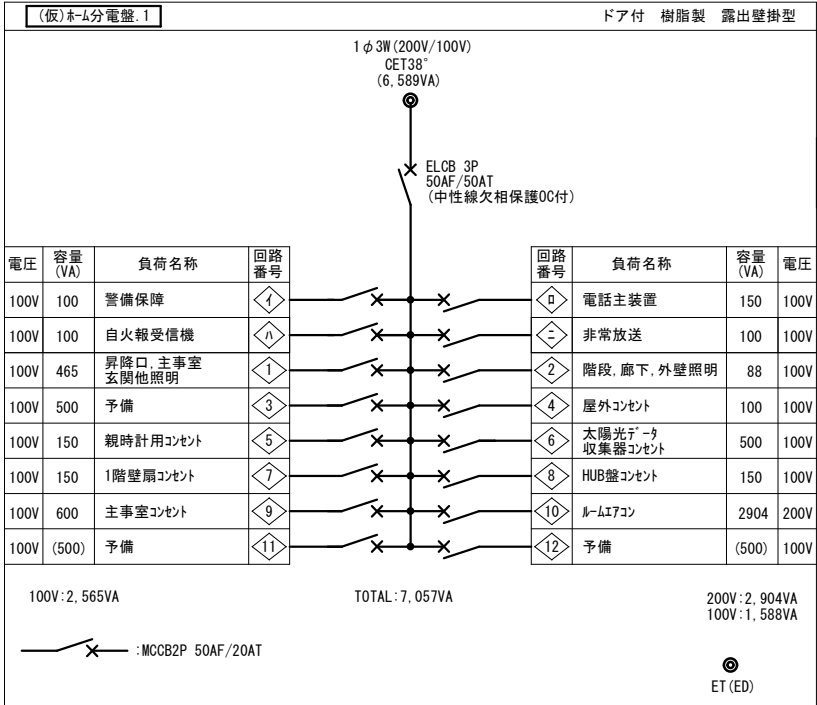 (仮)ﾎｰﾑ分電盤.1
ドア付 樹脂製 露出壁掛型
1φ3W(200V/100V)
CET38°
(6,589VA)
ELCB 3P
50AF/50AT
(中性線欠相保護OC付)
電圧 容量(VA) 負荷名称 回路番号 回路番号 負荷名称 容量(VA) 電圧
100V 100 警備保障 イ ロ 電話主装置 150 100V
100V 100 自火報受信機 ハ ニ 非常放送 100 100V
100V 465 昇降口,主事室 玄関他照明 1 2 階段,廊下,外壁照明 88 100V
100V 500 予備 3 4 屋外ｺﾝｾﾝﾄ 100 100V
100V 150 親時計用ｺﾝｾﾝﾄ 5 6 太陽光ﾃﾞｰﾀ 収集器ｺﾝｾﾝﾄ 500 100V
100V 150 1階壁扇ｺﾝｾﾝﾄ 7 8 HUB盤ｺﾝｾﾝﾄ 150 100V
100V 600 主事室ｺﾝｾﾝﾄ 9 10 ﾙｰﾑｴｱｺﾝ 2904 200V
100V (500) 予備 11 12 予備 (500) 100V
100V:2,565VA
TOTAL:7,057VA
200V:2,904VA
100V:1,588VA
:MCCB2P 50AF/20AT
ET(ED)